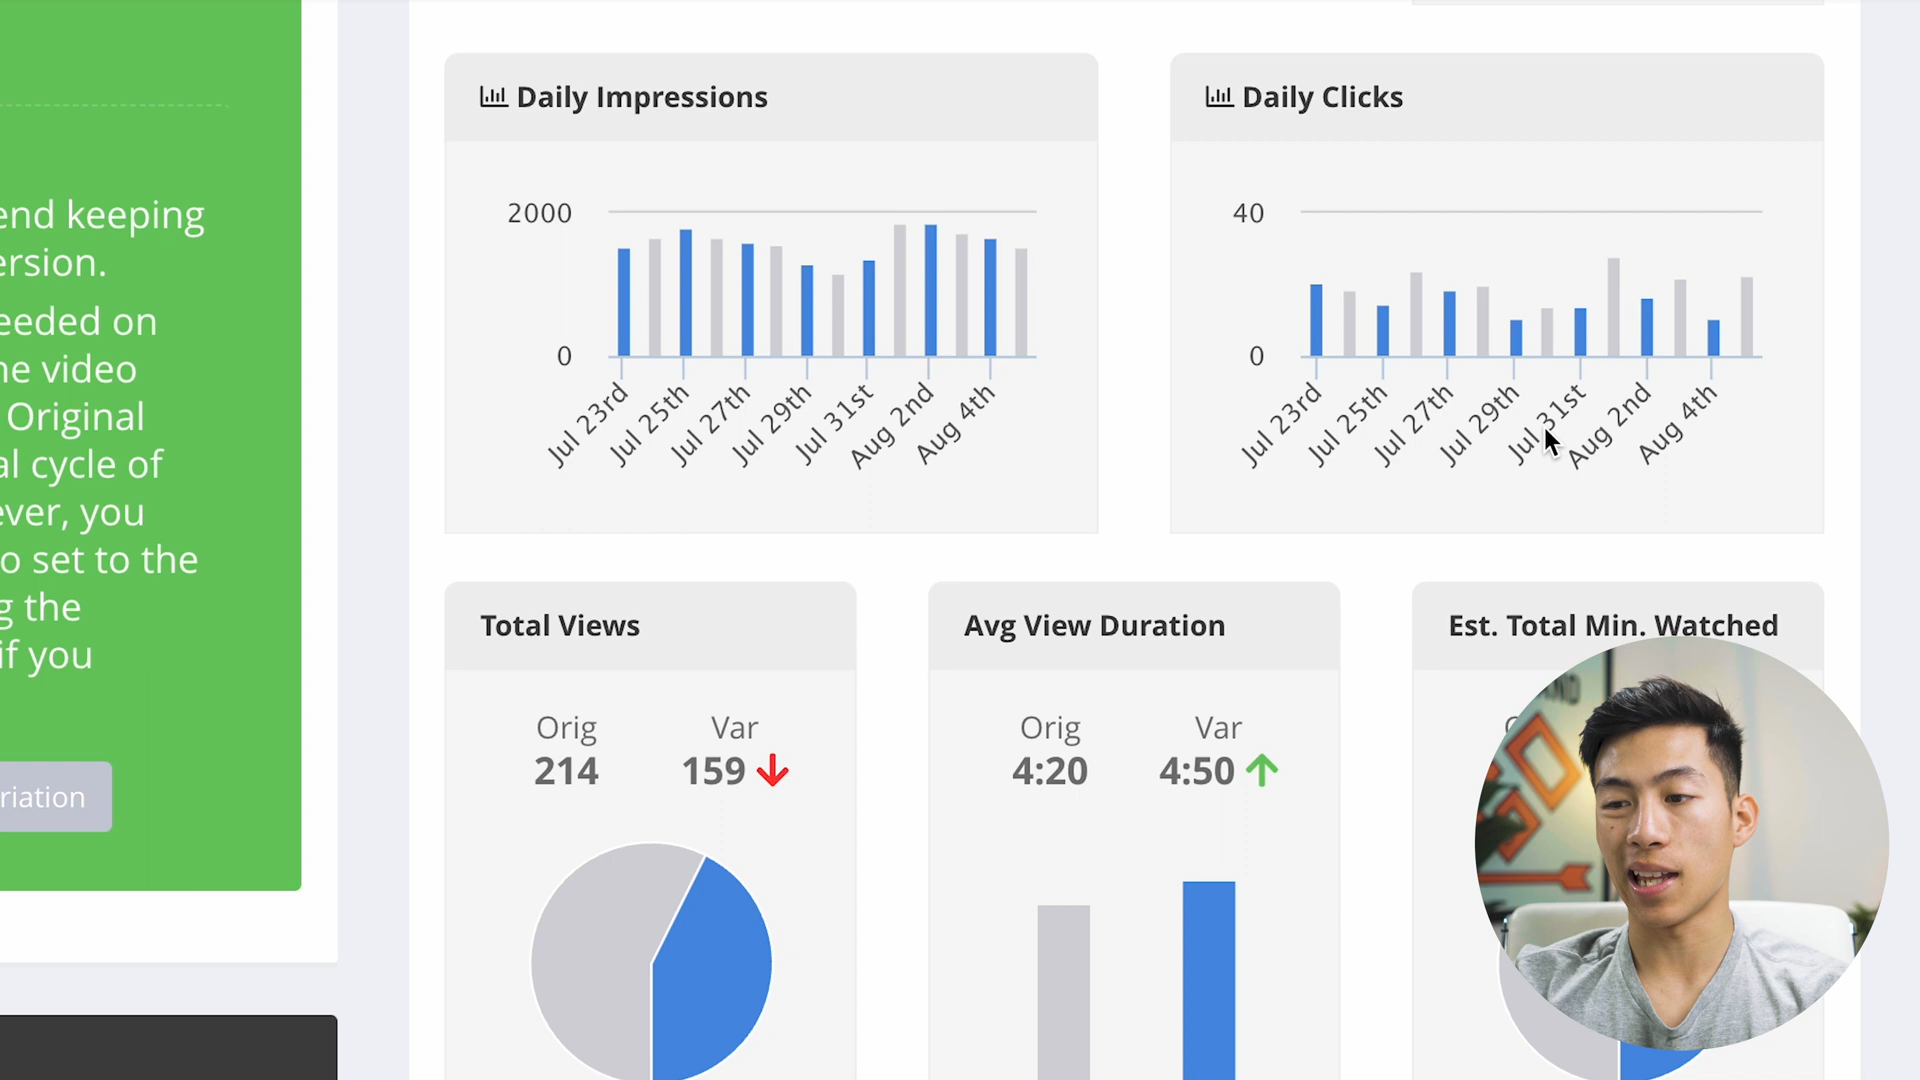 end keeping
ersion.
eeded on
ne video
Original
al cycle of
ever, you
o set to the
g the
if you
riation
Daily Impressions
2000
0
Jul 23rd
Jul 25th
Jul 27th
Jul 29th
Jul 31st
Aug 2nd
Aug 4th
Daily Clicks
40
0
Jul 23rd
Jul 25th
Jul 27th
Jul 29th
Jul 31st
Aug 2nd
Aug 4th
Total Views
Orig Var
214 159
Avg View Duration
Orig Var
4:20 4:50
Est. Total Min. Watched